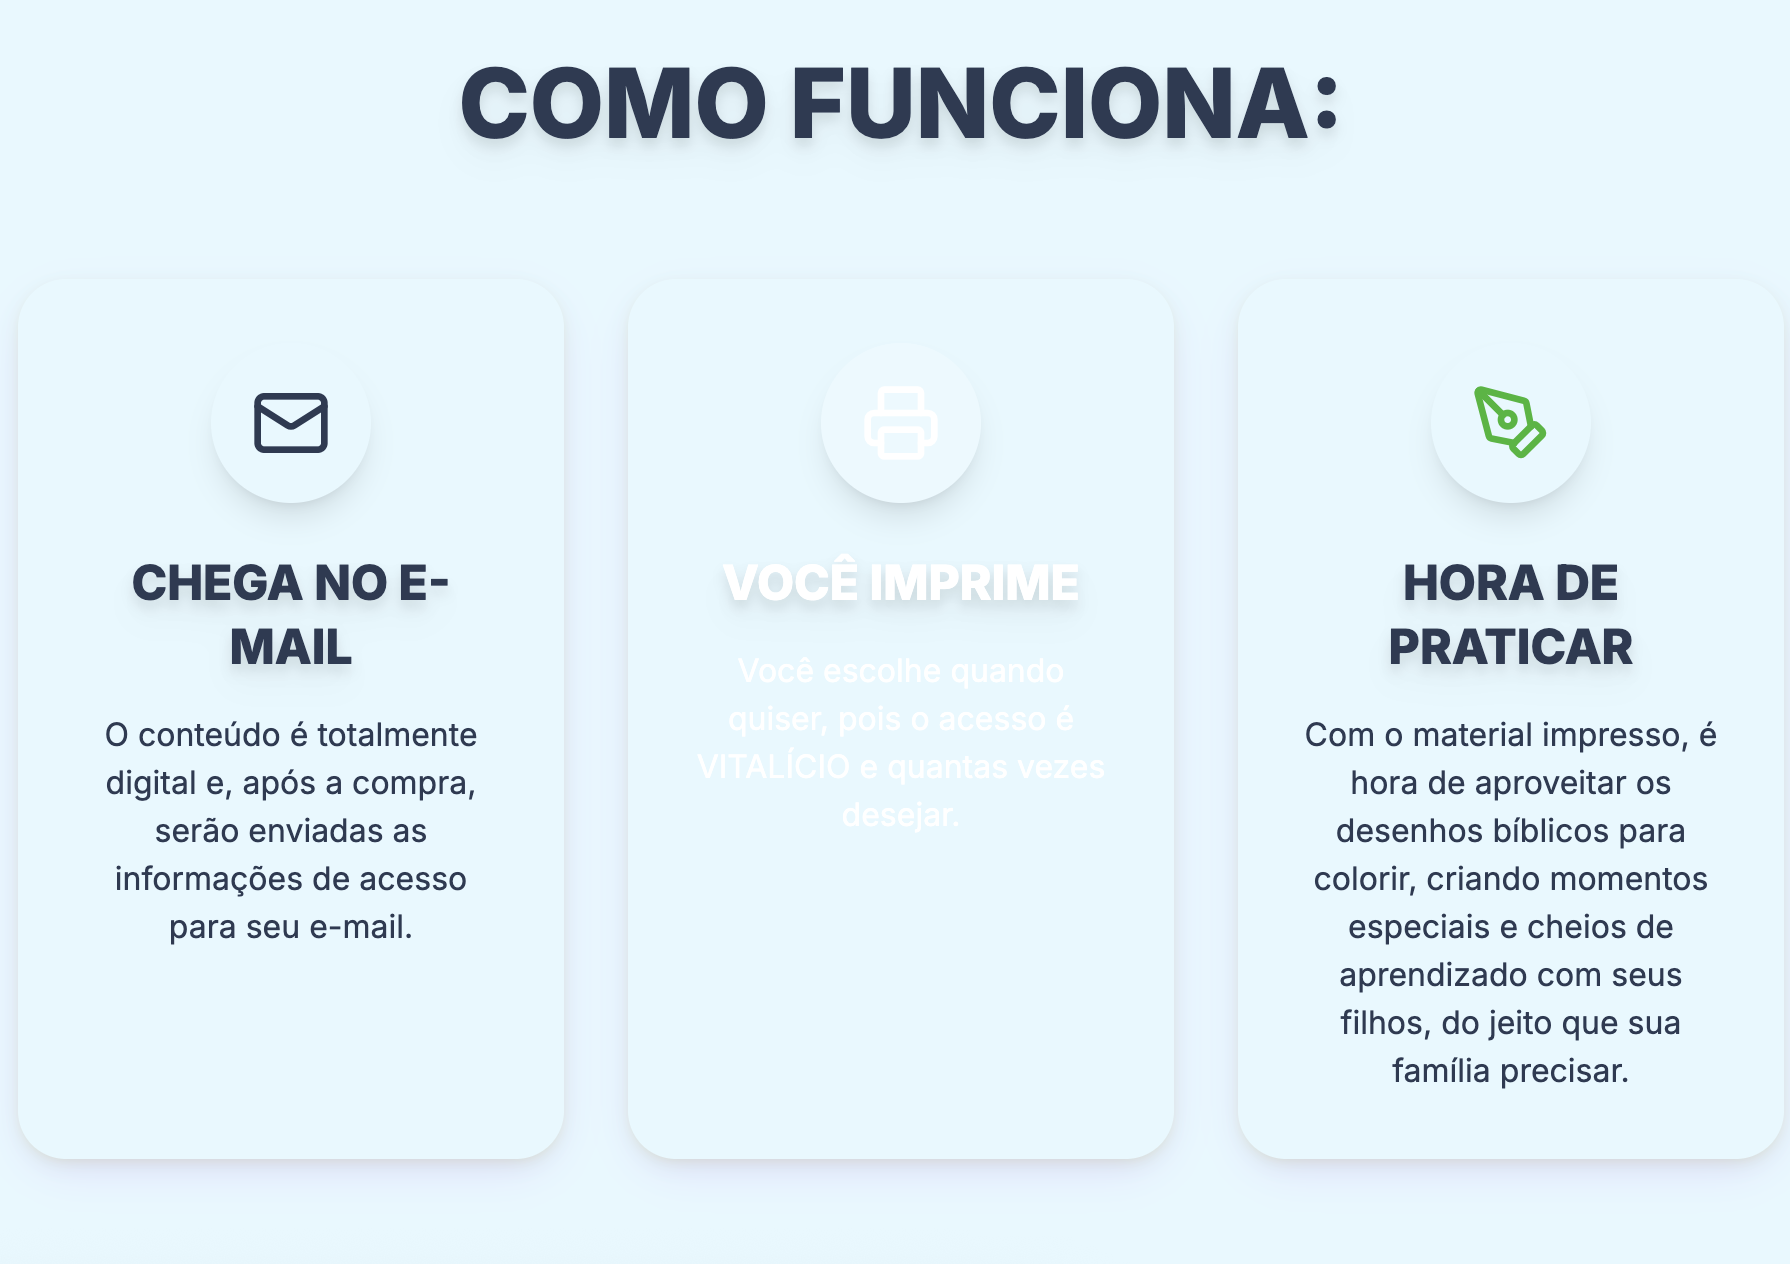 COMO FUNCIONA:
CHEGA NO E-
MAIL
O conteúdo é totalmente
digital e, após a compra,
serão enviadas as
informações de acesso
para seu e-mail.
VOCÊ IMPRIME
Você escolhe quando
quiser, pois o acesso é
VITALÍCIO e quantas vezes
desejar.
HORA DE
PRATICAR
Com o material impresso, é
hora de aproveitar os
desenhos bíblicos para
colorir, criando momentos
especiais e cheios de
aprendizado com seus
filhos, do jeito que sua
família precisar.